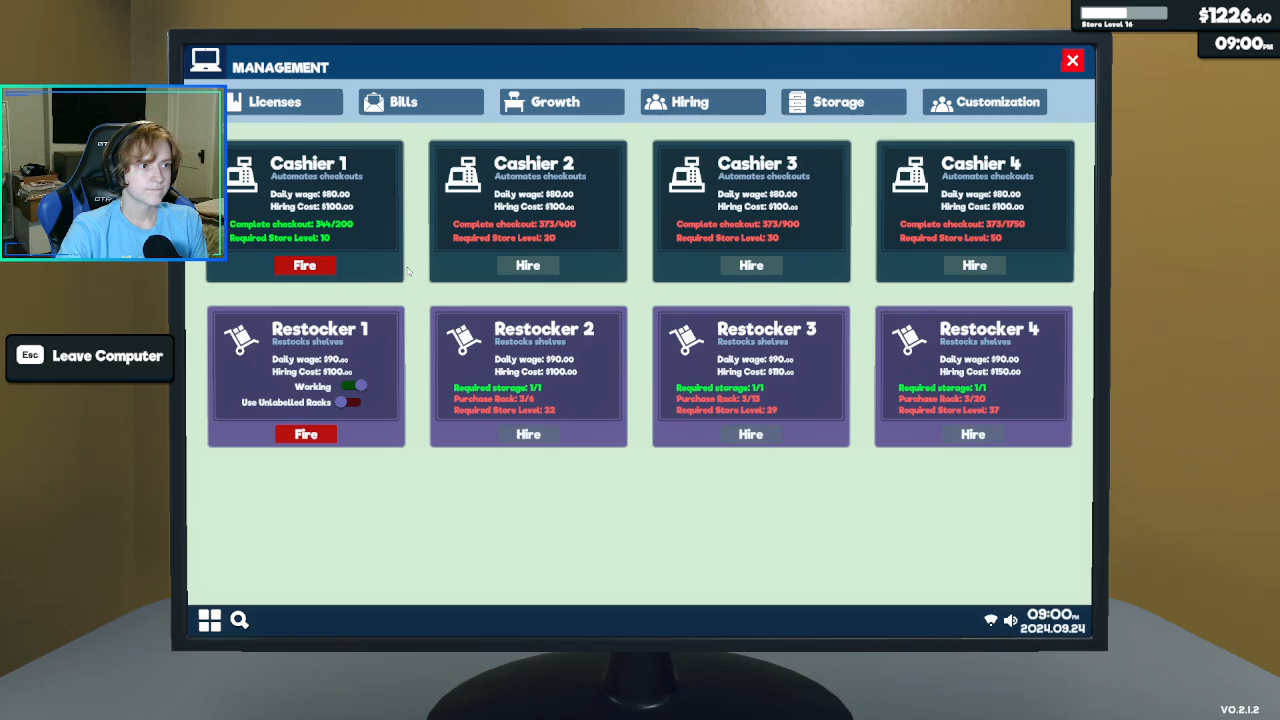 $1226.60
Store Level 16
09:00PM
MANAGEMENT
Licenses
Bills
Growth
Hiring
Storage
Customization
Cashier 1
Automates checkouts
Daily wage: $80.00
Hiring Cost: $100.00
Complete checkout: 344/200
Required Store Level: 10
Fire
Cashier 2
Automates checkouts
Daily wage: $80.00
Hiring Cost: $100.00
Complete checkout: 373/400
Required Store Level: 20
Hire
Cashier 3
Automates checkouts
Daily wage: $80.00
Hiring Cost: $100.00
Complete checkout: 373/900
Required Store Level: 30
Hire
Cashier 4
Automates checkouts
Daily wage: $80.00
Hiring Cost: $100.00
Complete checkout: 373/1750
Required Store Level: 50
Hire
Esc Leave Computer
Restocker 1
Restocks shelves
Daily wage: $90.00
Hiring Cost: $100.00
Working
Use Unlabelled Racks
Fire
Restocker 2
Restocks shelves
Daily wage: $90.00
Hiring Cost: $100.00
Required storage: 1/1
Purchase Rack: 3/6
Required Store Level: 22
Hire
Restocker 3
Restocks shelves
Daily wage: $90.00
Hiring Cost: $110.00
Required storage: 1/1
Purchase Rack: 3/13
Required Store Level: 29
Hire
Restocker 4
Restocks shelves
Daily wage: $90.00
Hiring Cost: $150.00
Required storage: 1/1
Purchase Rack: 3/20
Required Store Level: 37
Hire
09:00PM
2024.09.24
V0.2.1.2